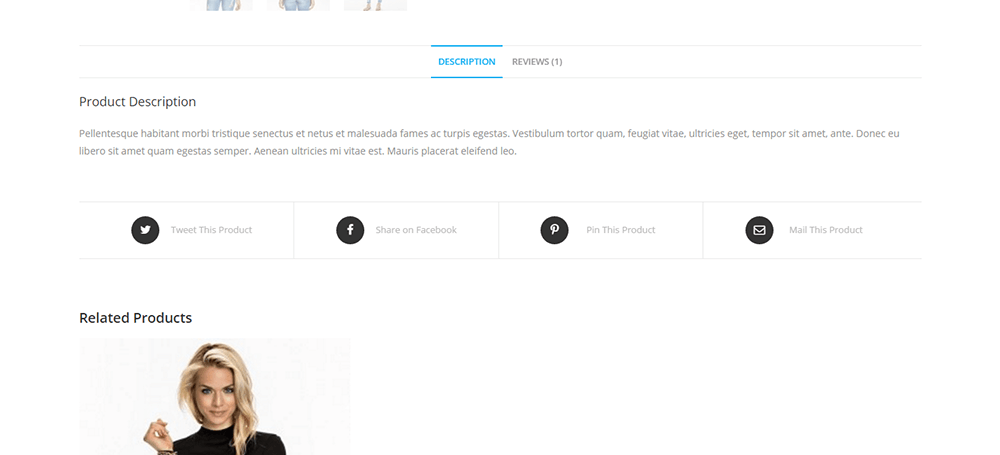 DESCRIPTION REVIEWS (1)
Product Description
Pellentesque habitant morbi tristique senectus et netus et malesuada fames ac turpis egestas. Vestibulum tortor quam, feugiat vitae, ultricies eget, tempor sit amet, ante. Donec eu
libero sit amet quam egestas semper. Aenean ultricies mi vitae est. Mauris placerat eleifend leo.
Tweet This Product Share on Facebook Pin This Product Mail This Product
Related Products